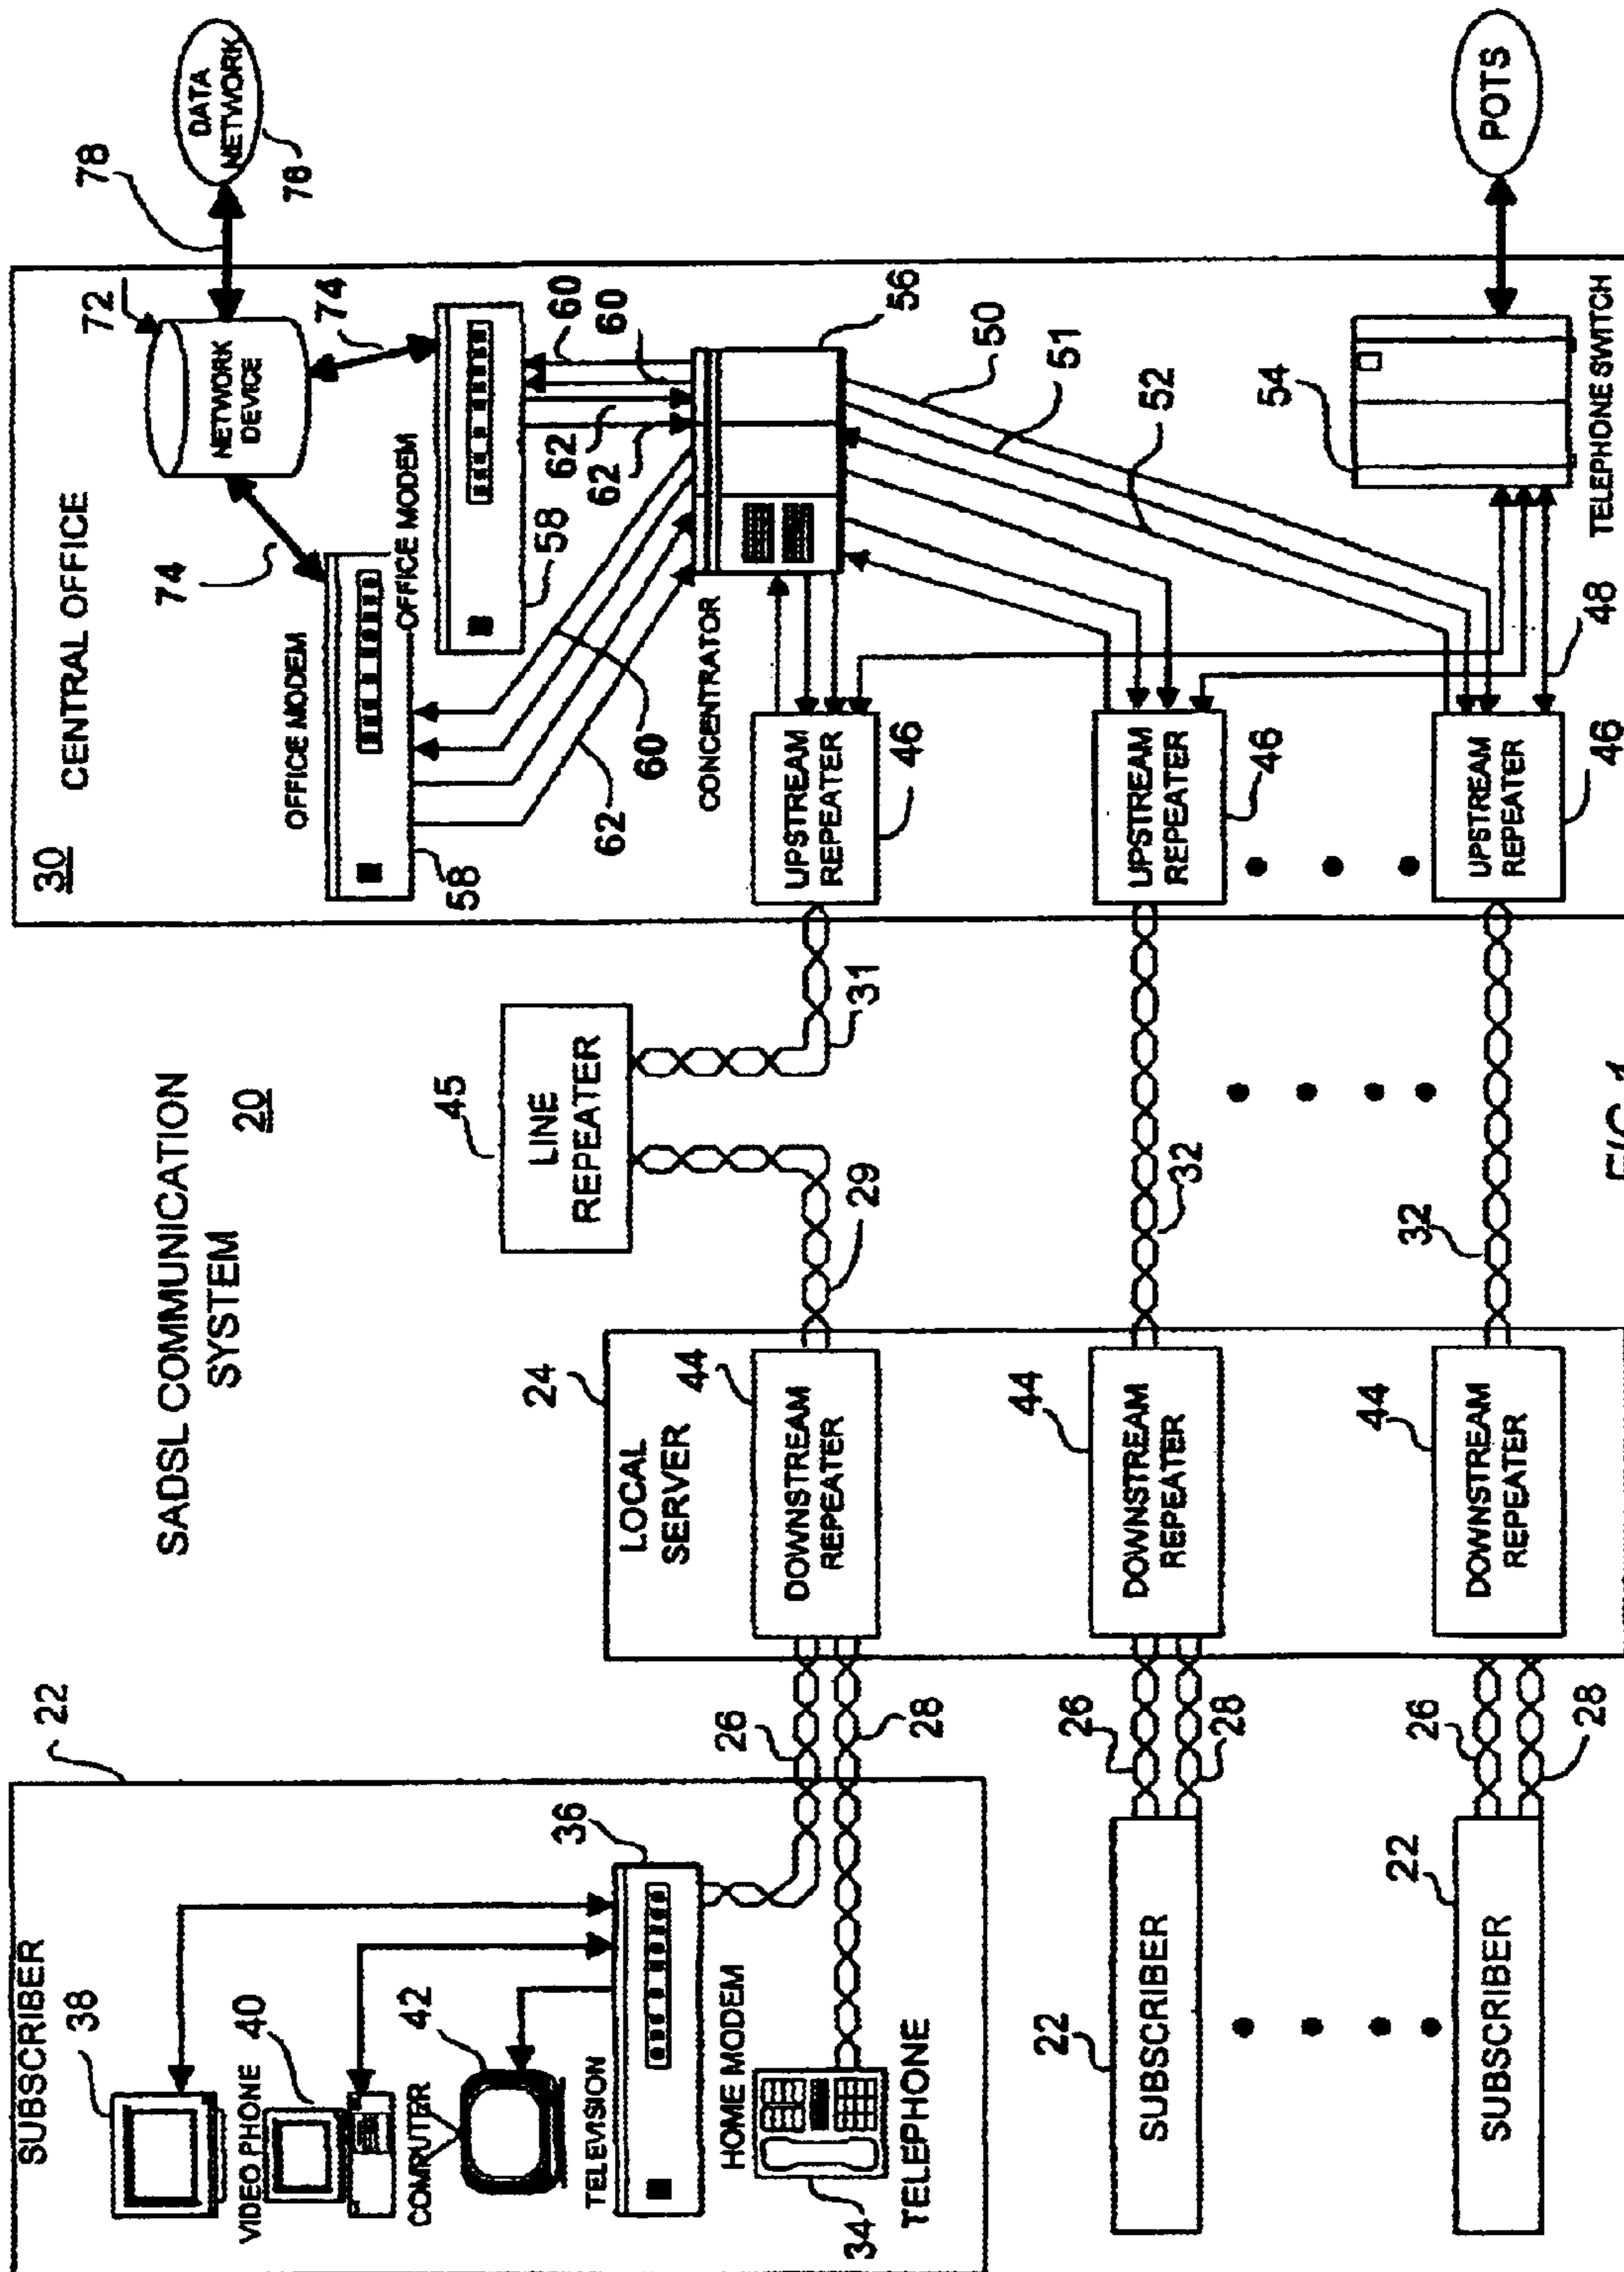 SADSL COMMUNICATION
SYSTEM
20
SUBSCRIBER
22
38
VIDEO PHONE
40
COMPUTER
42
TELEVISION
36
HOME MODEM
34
TELEPHONE
26
28
22
SUBSCRIBER
26
28
22
SUBSCRIBER
26
28
24
LOCAL
SERVER
44
DOWNSTREAM
REPEATER
44
DOWNSTREAM
REPEATER
44
DOWNSTREAM
REPEATER
45
LINE
REPEATER
29
31
32
32
30
CENTRAL OFFICE
OFFICE MODEM
58
74
OFFICE MODEM
58
74
72
NETWORK
DEVICE
78
DATA
NETWORK
76
62
60
62
62
60
60
CONCENTRATOR
56
UPSTREAM
REPEATER
46
UPSTREAM
REPEATER
46
UPSTREAM
REPEATER
46
50
51
52
48
54
TELEPHONE SWITCH
POTS
FIG. 1